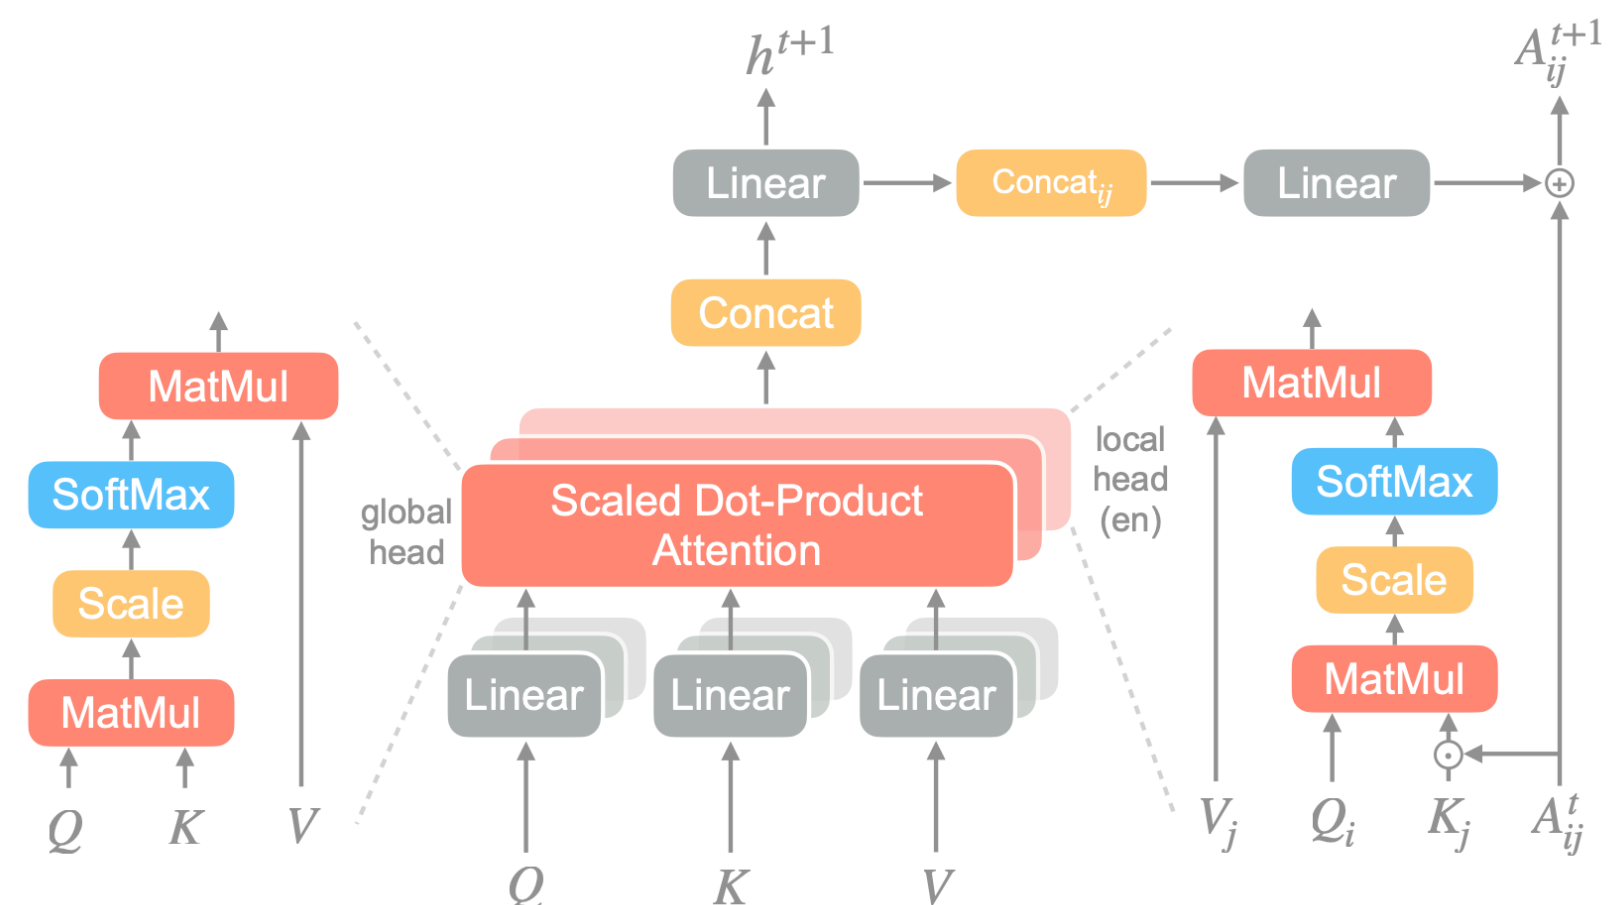 h^{t+1}
A_{ij}^{t+1}
Linear
Concat_{ij}
Linear
Concat
MatMul
SoftMax
Scale
MatMul
Q
K
V
global
head
Scaled Dot-Product
Attention
Linear
Linear
Linear
Q
K
V
local
head
(en)
MatMul
SoftMax
Scale
MatMul
V_j
Q_i
K_j
A_{ij}^t